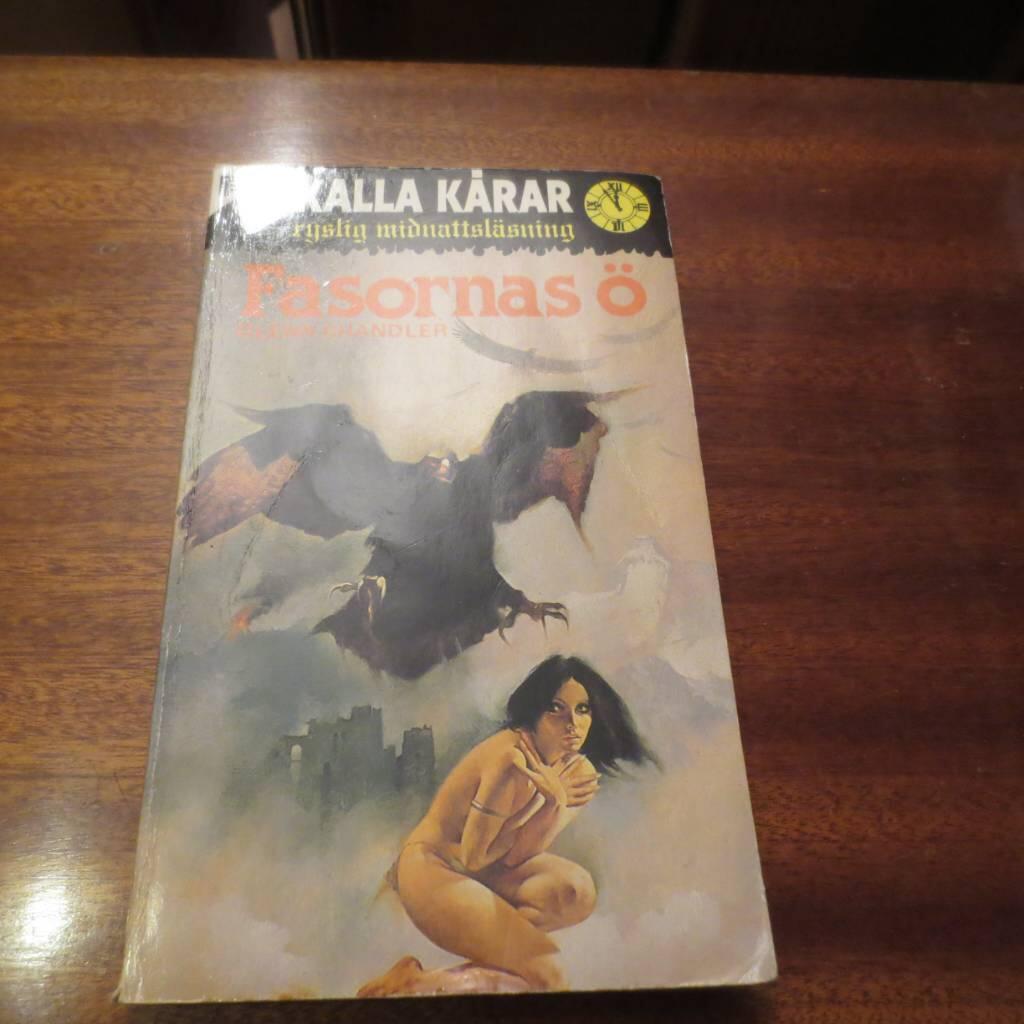 KALLA KÅRAR
ryslig midnattsläsning
Fasornas ö
CHANDLER